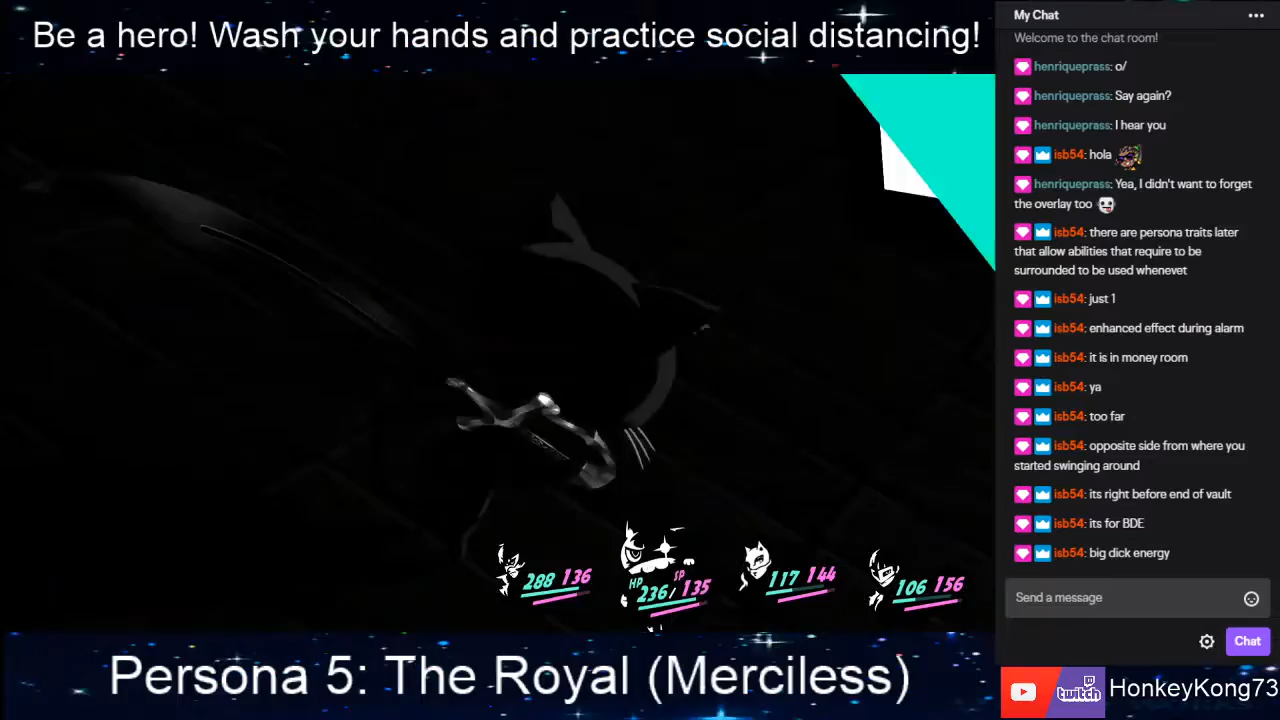 Be a hero! Wash your hands and practice social distancing!
My Chat
Welcome to the chat room!
henriqueprass: o/
henriqueprass: Say again?
henriqueprass: I hear you
isb54: hola
henriqueprass: Yea, I didn't want to forget
the overlay too
isb54: there are persona traits later
that allow abilities that require to be
surrounded to be used whenevet
isb54: just 1
isb54: enhanced effect during alarm
isb54: it is in money room
isb54: ya
isb54: too far
isb54: opposite side from where you
started swinging around
isb54: its right before end of vault
isb54: its for BDE
isb54: big dick energy
Send a message
Chat
288 136
HP 236/ SP 135
117 144
106 156
Persona 5: The Royal (Merciless)
twitch
HonkeyKong73